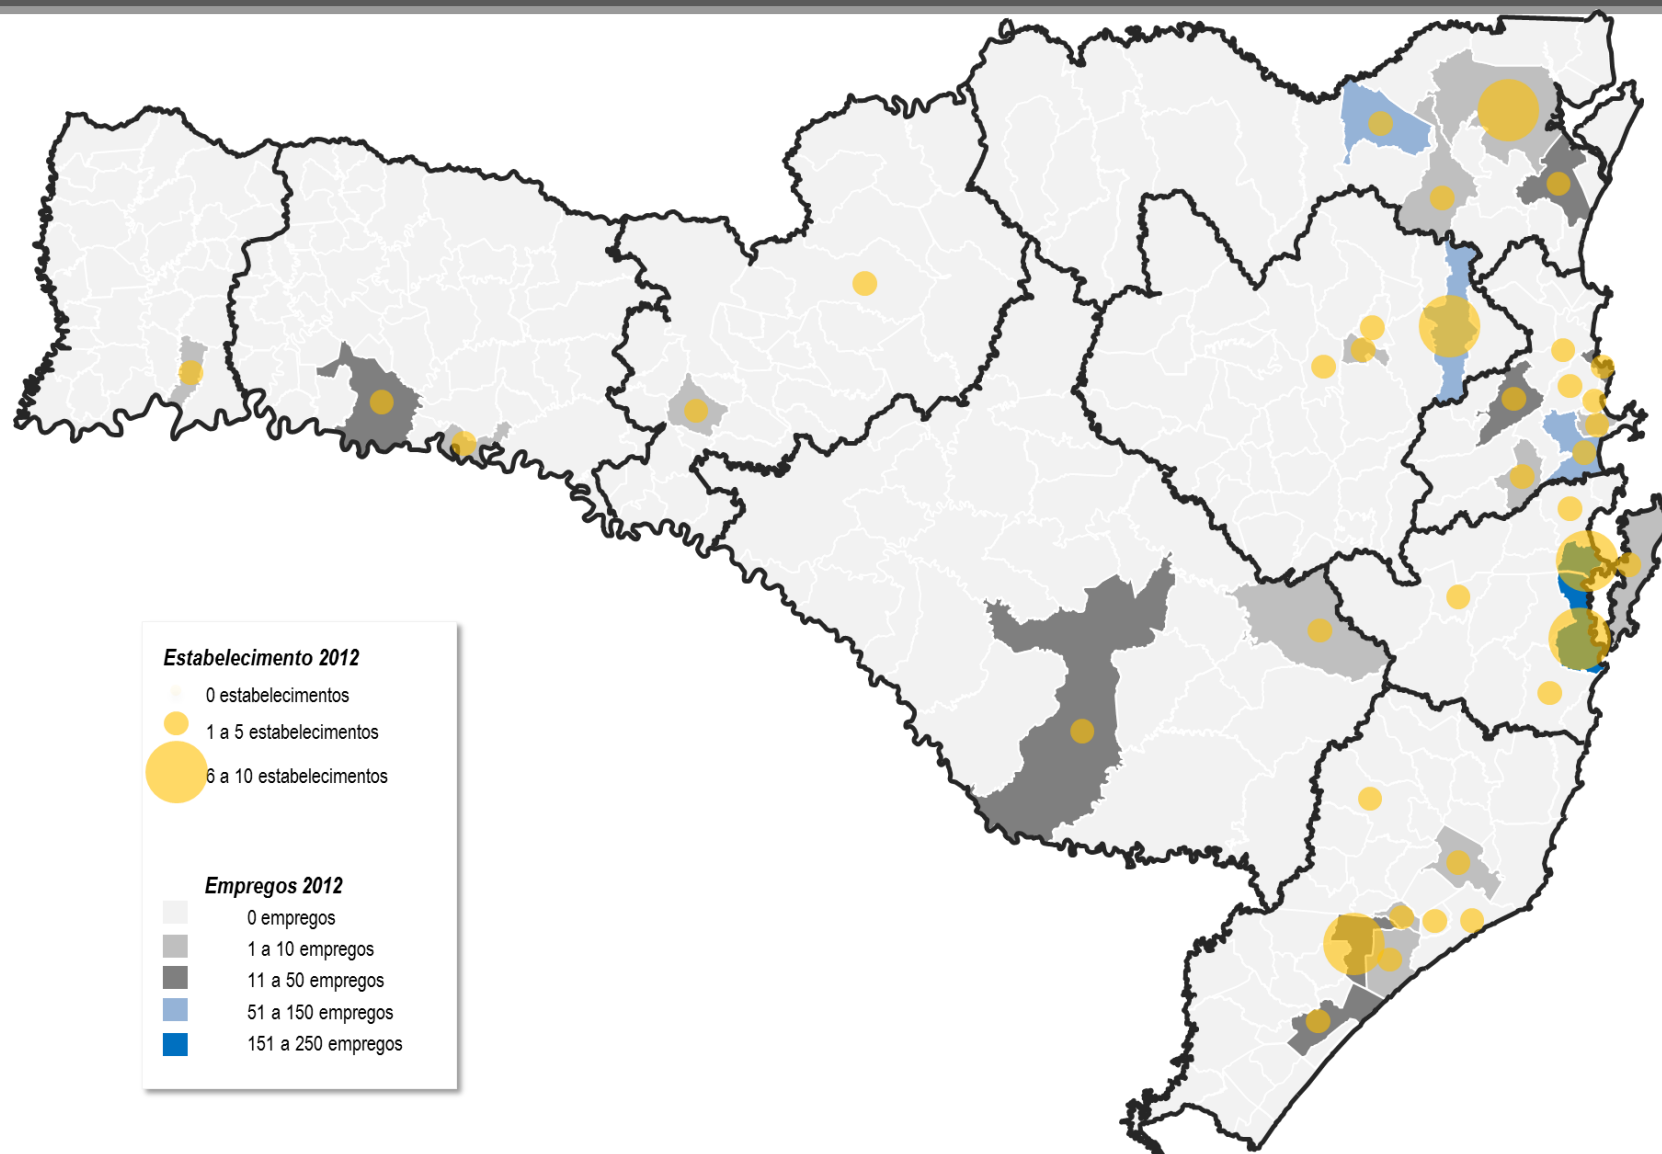 Estabelecimento 2012
0 estabelecimentos
1 a 5 estabelecimentos
6 a 10 estabelecimentos
Empregos 2012
0 empregos
1 a 10 empregos
11 a 50 empregos
51 a 150 empregos
151 a 250 empregos